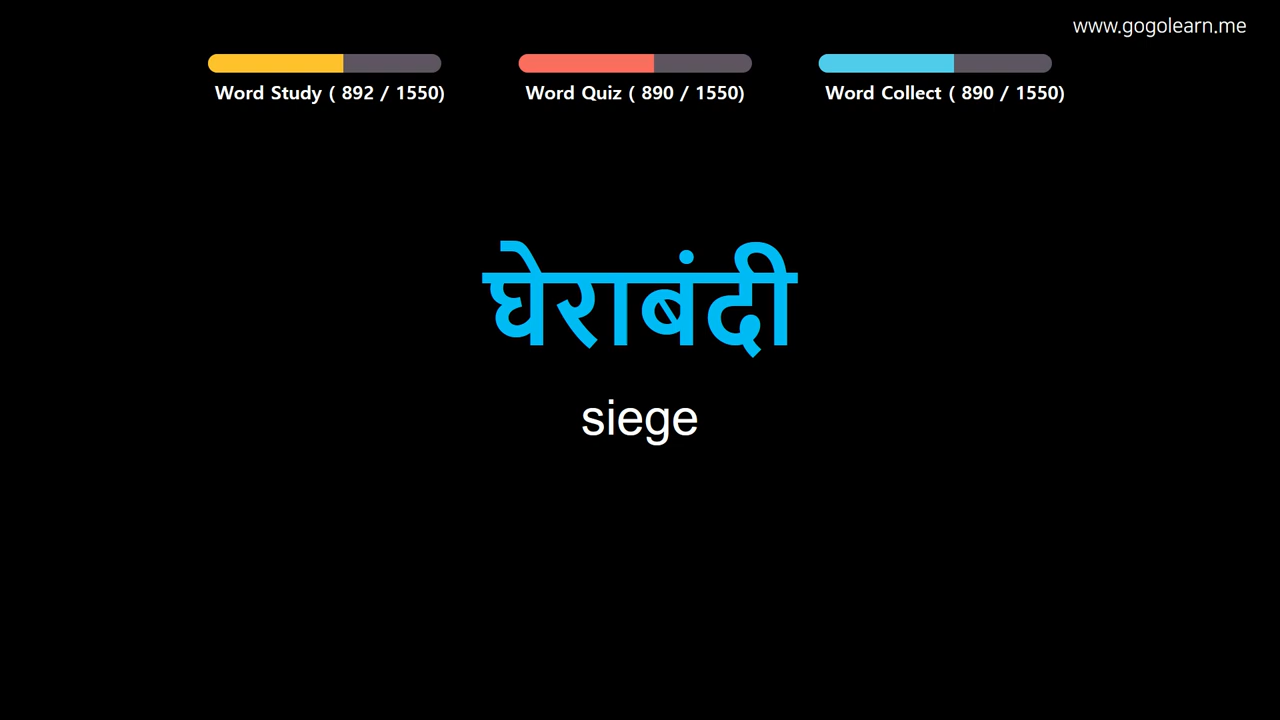 www.gogolearn.me
Word Study ( 892 / 1550)
Word Quiz ( 890 / 1550)
Word Collect ( 890 / 1550)
घेराबंदी
siege